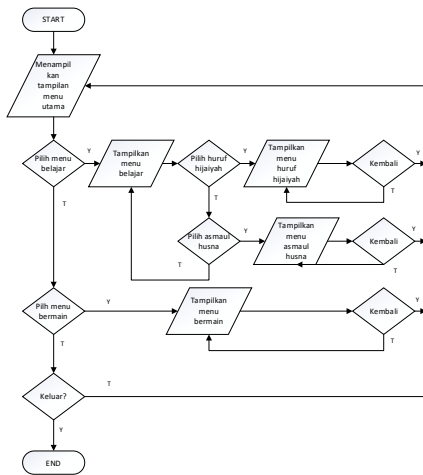 START
Menampil
kan
tampilan
menu
utama
Pilih menu
belajar
Y
Tampilkan
menu
belajar
Pilih huruf
hijaiyah
Y
Tampilkan
menu
huruf
hijaiyah
Kembali
Y
T
T
T
Pilih asmaul
husna
Y
Tampilkan
menu
asmaul
husna
Kembali
Y
T
T
Pilh menu
bermain
Y
Tampilkan
menu
bermain
Kembali
Y
T
T
Keluar?
T
Y
END